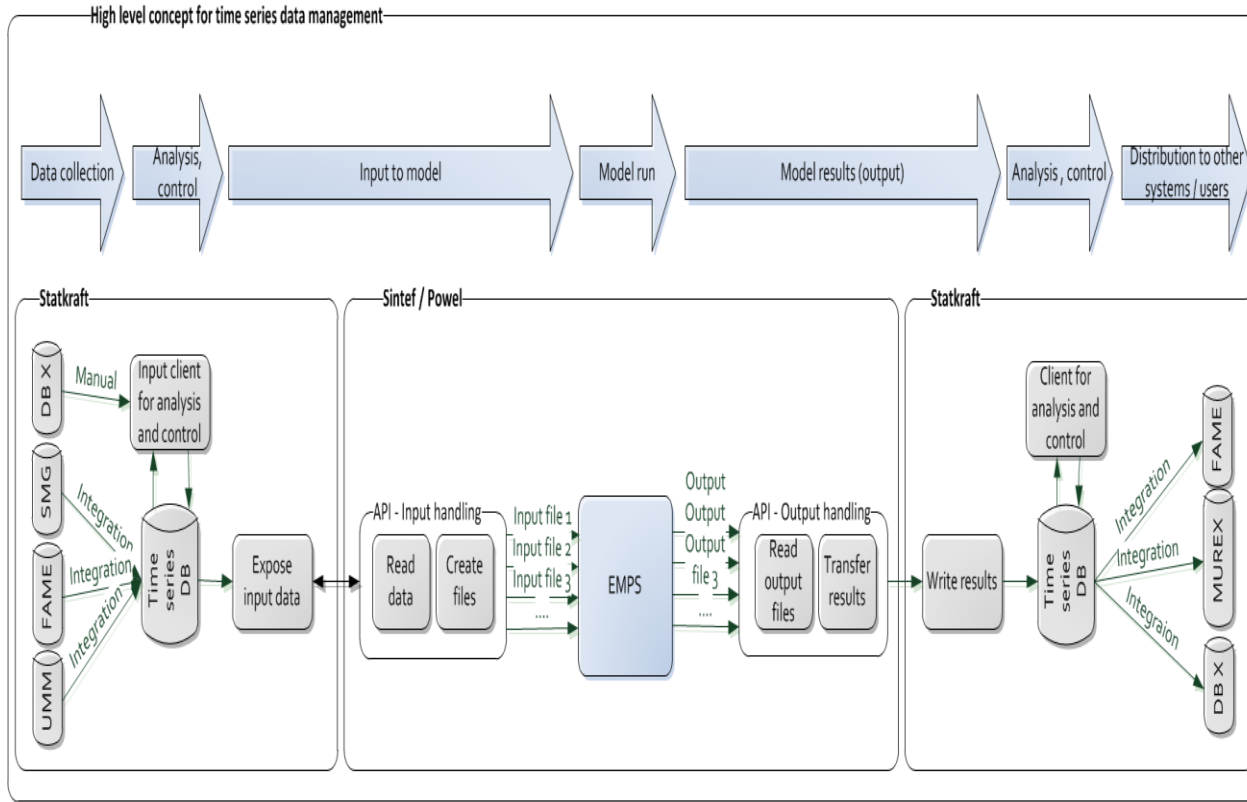 High level concept for time series data management
Data collection
Analysis,
control
Input to model
Model run
Model results (output)
Analysis , control
Distribution to other
systems / users
Statkraft
DB X
SMG
FAME
UMM
Manual
Integration
Integration
Integration
Input client
for analysis
and control
Time
series
DB
Expose
input data
Sintef / Powel
API - Input handling
Read
data
Create
files
Input file 1
Input file 2
Input file 3
....
EMPS
Output
Output
Output
file 3
....
API - Output handling
Read
output
files
Transfer
results
Statkraft
Write results
Client for
analysis and
control
Time
series
DB
Integration
Integration
Integraion
FAME
MUREX
DB X